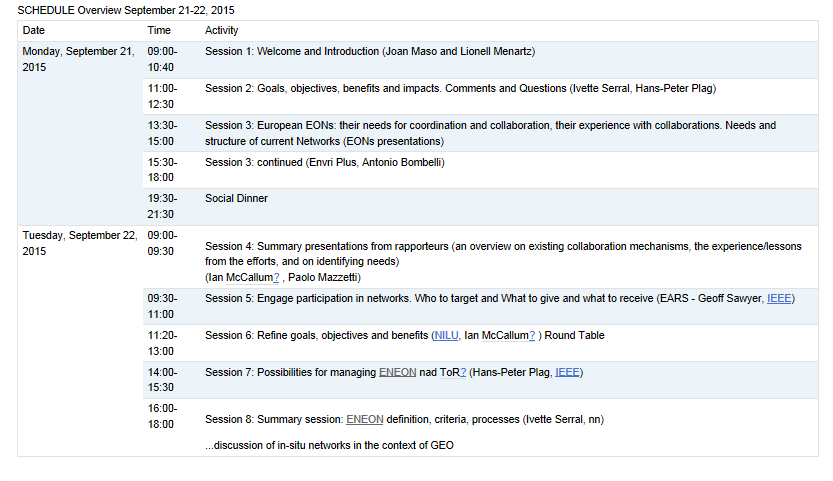 SCHEDULE Overview September 21-22, 2015
Date Time Activity
Monday, September 21, 2015 09:00-10:40 Session 1: Welcome and Introduction (Joan Maso and Lionell Menartz)
11:00-12:30 Session 2: Goals, objectives, benefits and impacts. Comments and Questions (Ivette Serral, Hans-Peter Plag)
13:30-15:00 Session 3: European EONs: their needs for coordination and collaboration, their experience with collaborations. Needs and structure of current Networks (EONs presentations)
15:30-18:00 Session 3: continued (Envri Plus, Antonio Bombelli)
19:30-21:30 Social Dinner
Tuesday, September 22, 2015 09:00-09:30 Session 4: Summary presentations from rapporteurs (an overview on existing collaboration mechanisms, the experience/lessons from the efforts, and on identifying needs)
(Ian McCallum? , Paolo Mazzetti)
09:30-11:00 Session 5: Engage participation in networks. Who to target and What to give and what to receive (EARS - Geoff Sawyer, IEEE)
11:20-13:00 Session 6: Refine goals, objectives and benefits (NILU, Ian McCallum? ) Round Table
14:00-15:30 Session 7: Possibilities for managing ENEON nad ToR? (Hans-Peter Plag, IEEE)
16:00-18:00 Session 8: Summary session: ENEON definition, criteria, processes (Ivette Serral, nn)
...discussion of in-situ networks in the context of GEO